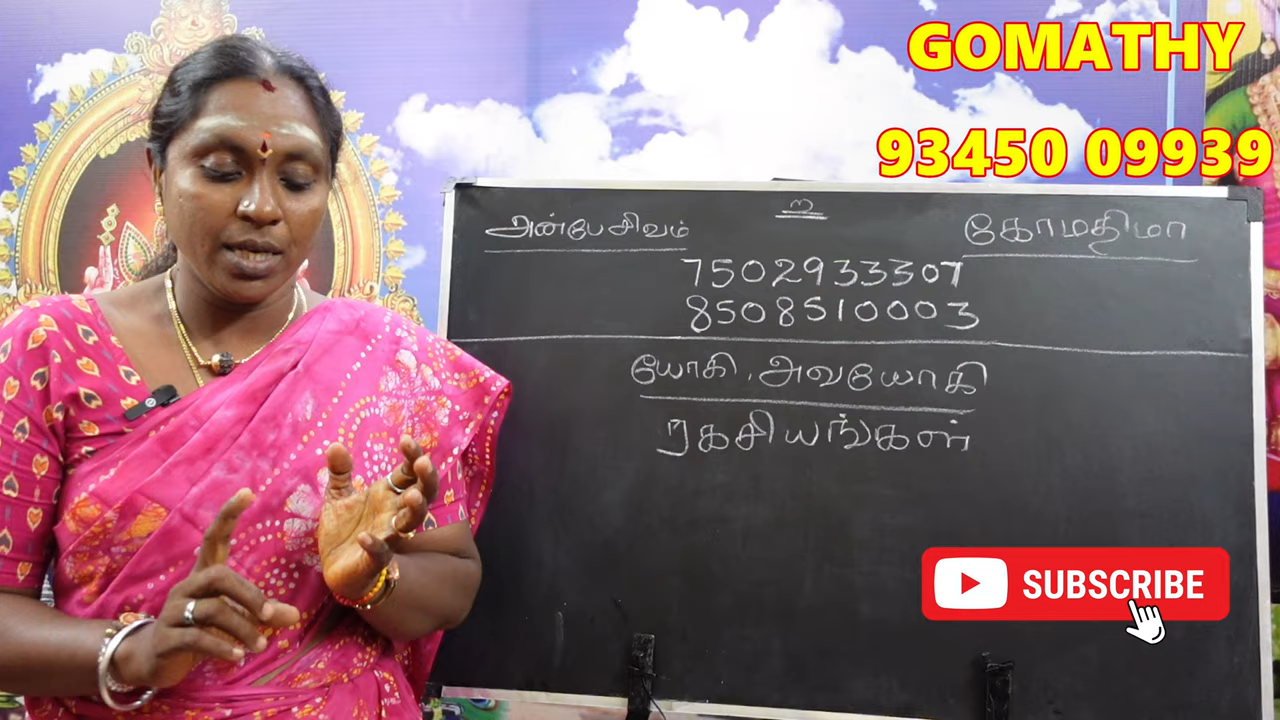 GOMATHY
93450 09939
உ
அன்பே சிவம்
கோமதிமா
7502933307
8508510003
யோகி, அவயோகி
ரகசியங்கள்
SUBSCRIBE